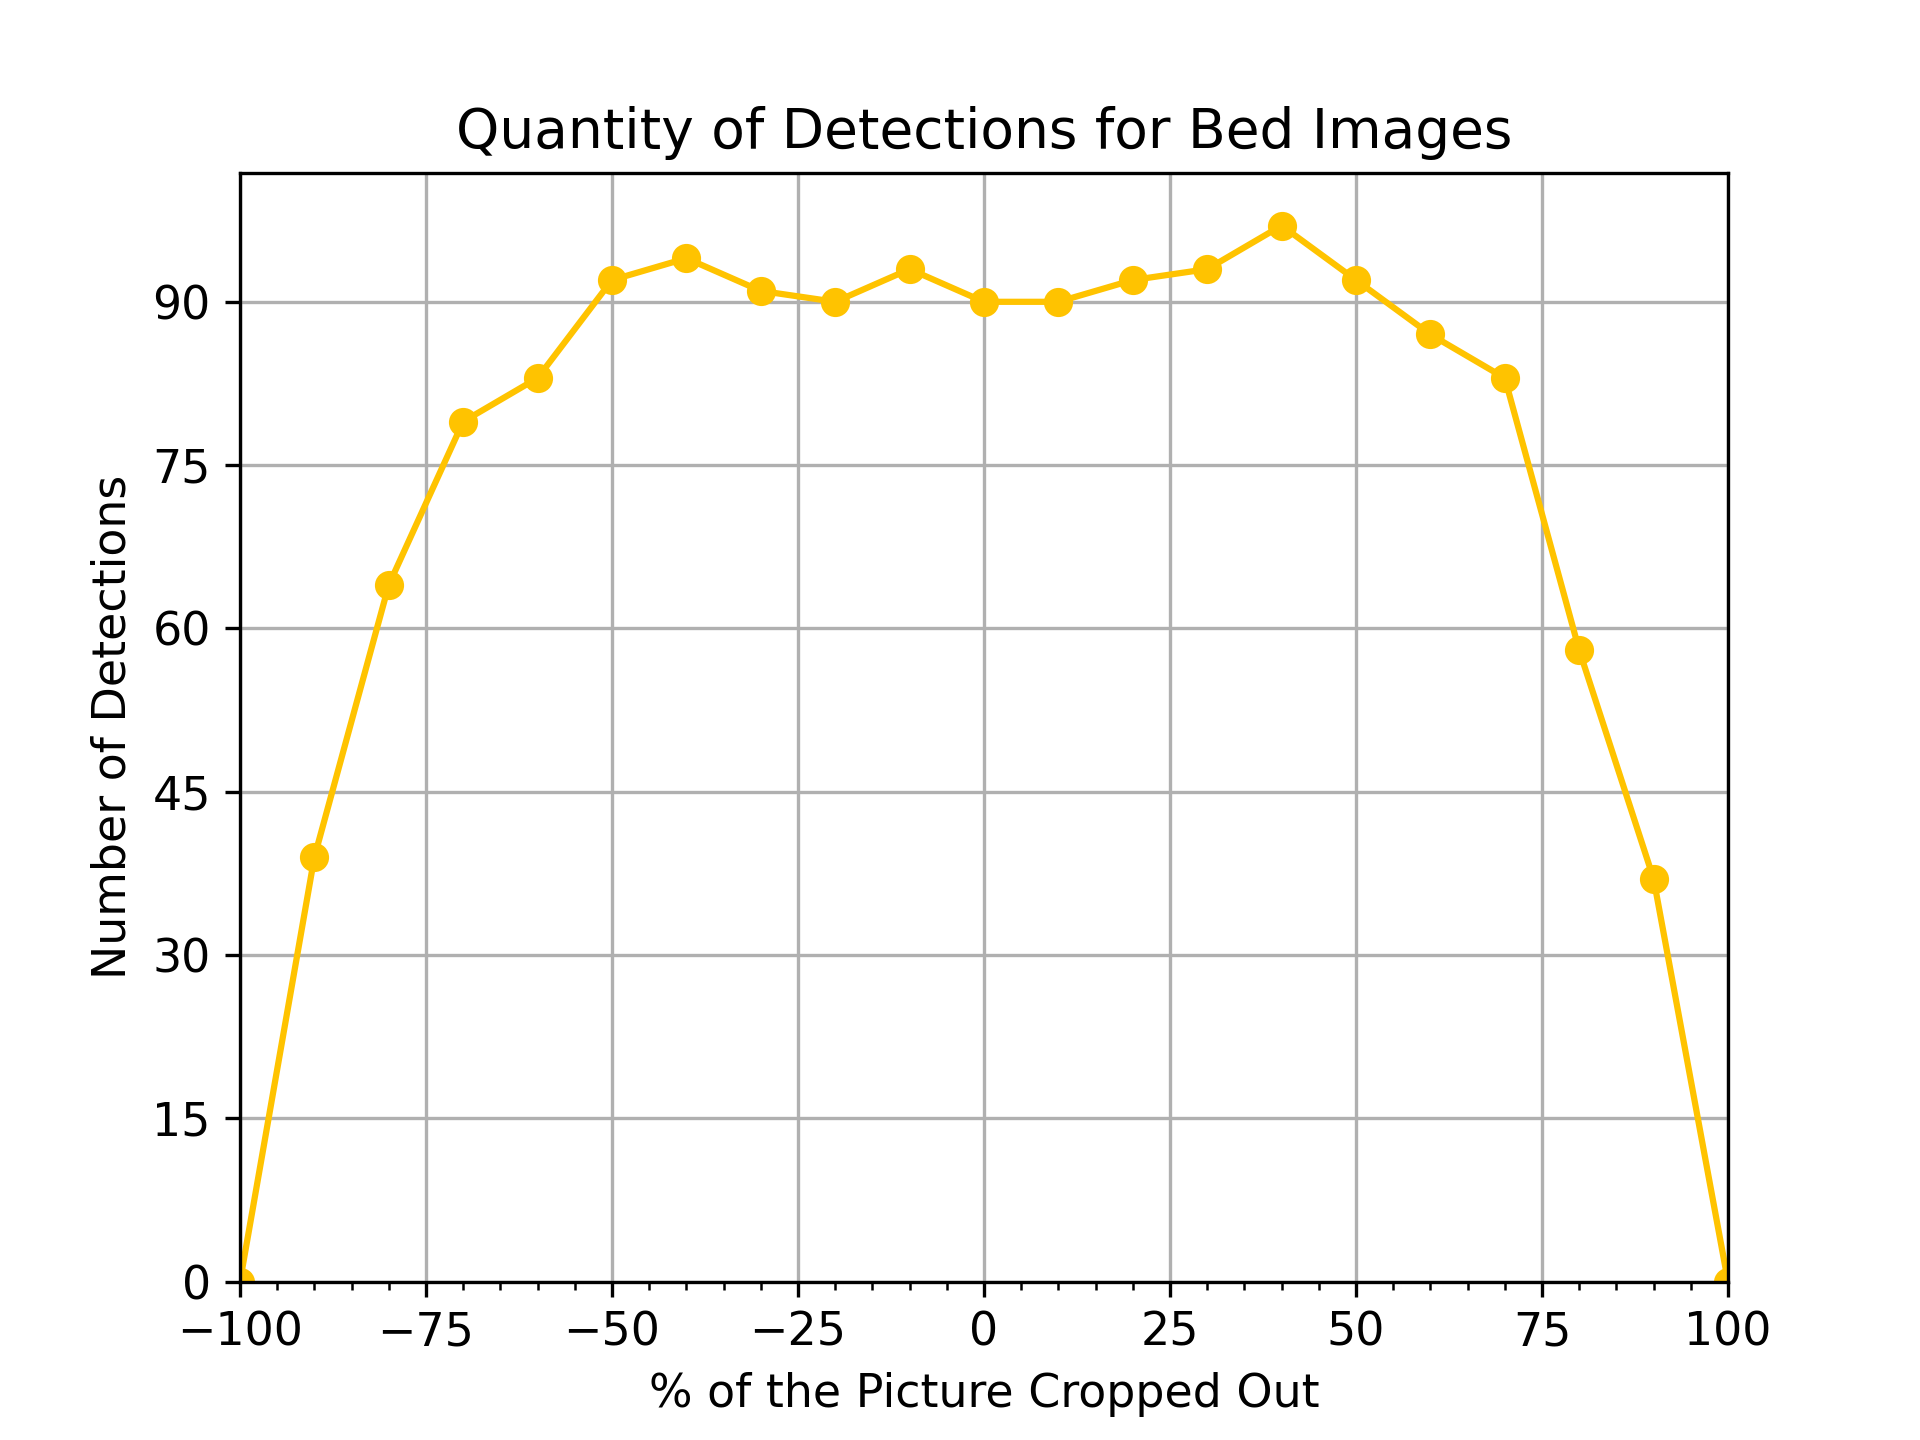 Quantity of Detections for Bed Images
Number of Detections
90
75
60
45
30
15
0
−100 −75 −50 −25 0 25 50 75 100
% of the Picture Cropped Out